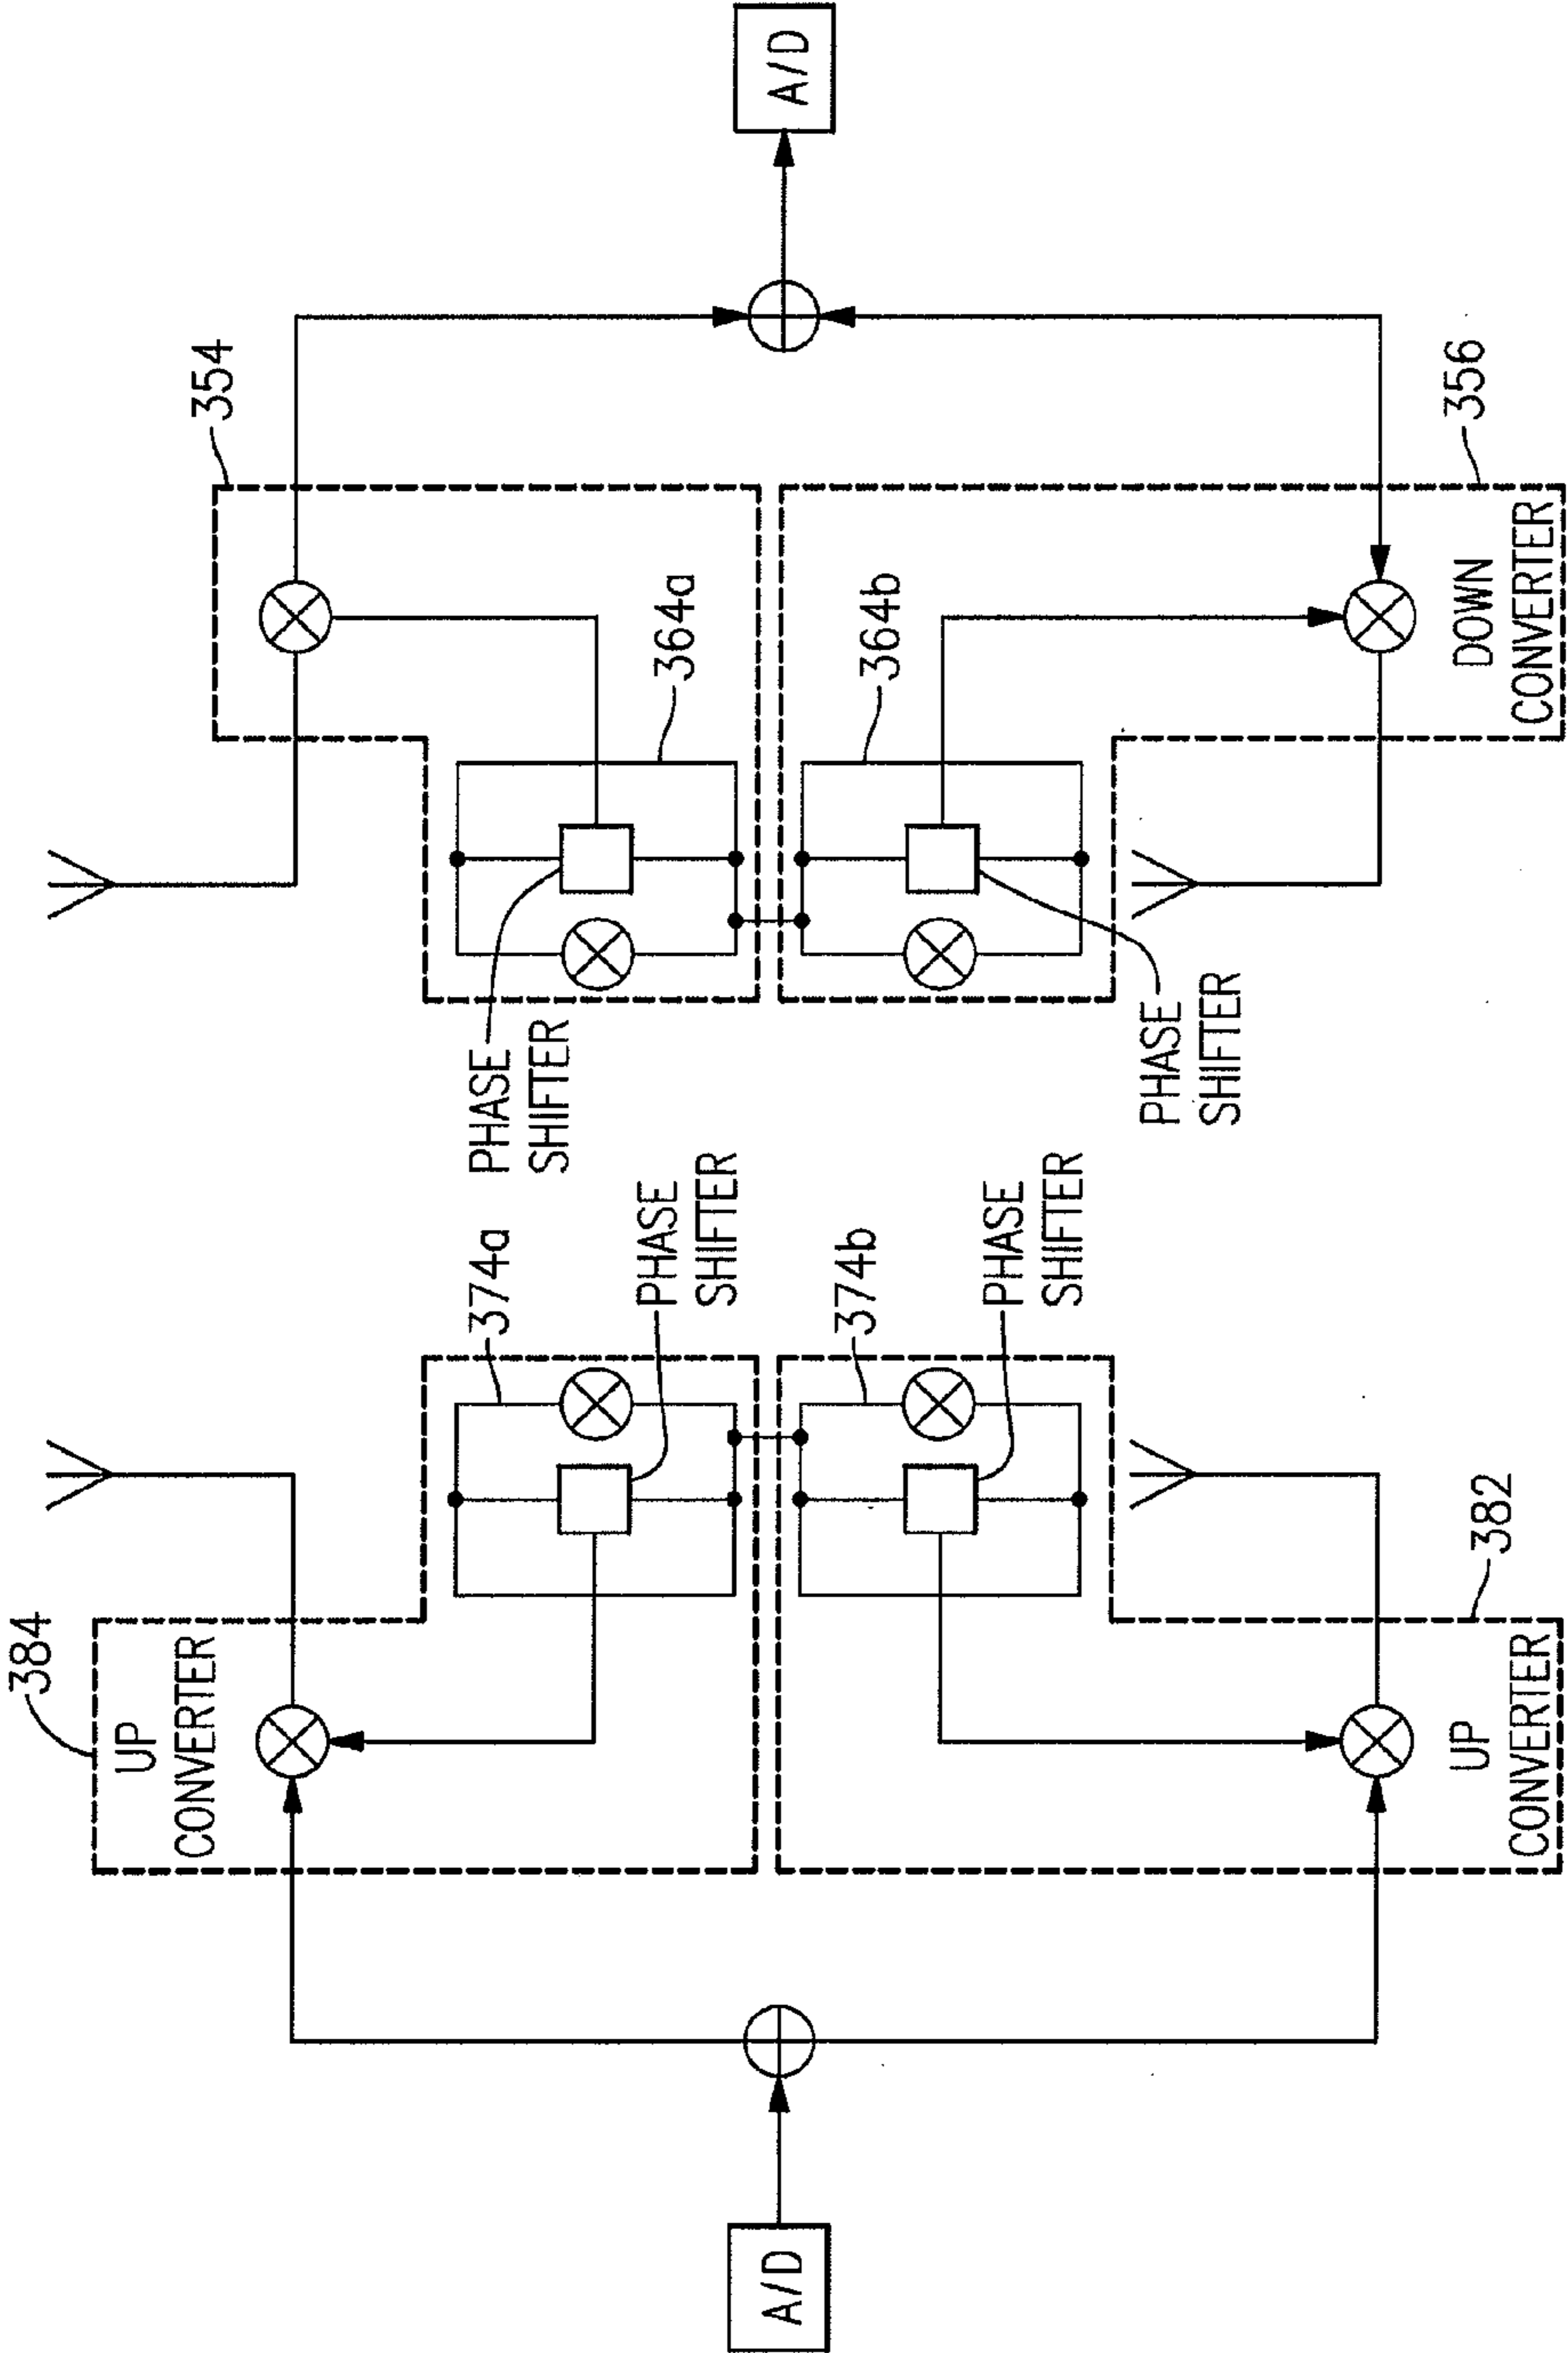 384
UP
CONVERTER
374a
PHASE
SHIFTER
A/D
374b
PHASE
SHIFTER
UP
CONVERTER
382
354
364a
PHASE
SHIFTER
A/D
364b
PHASE
SHIFTER
DOWN
CONVERTER
356